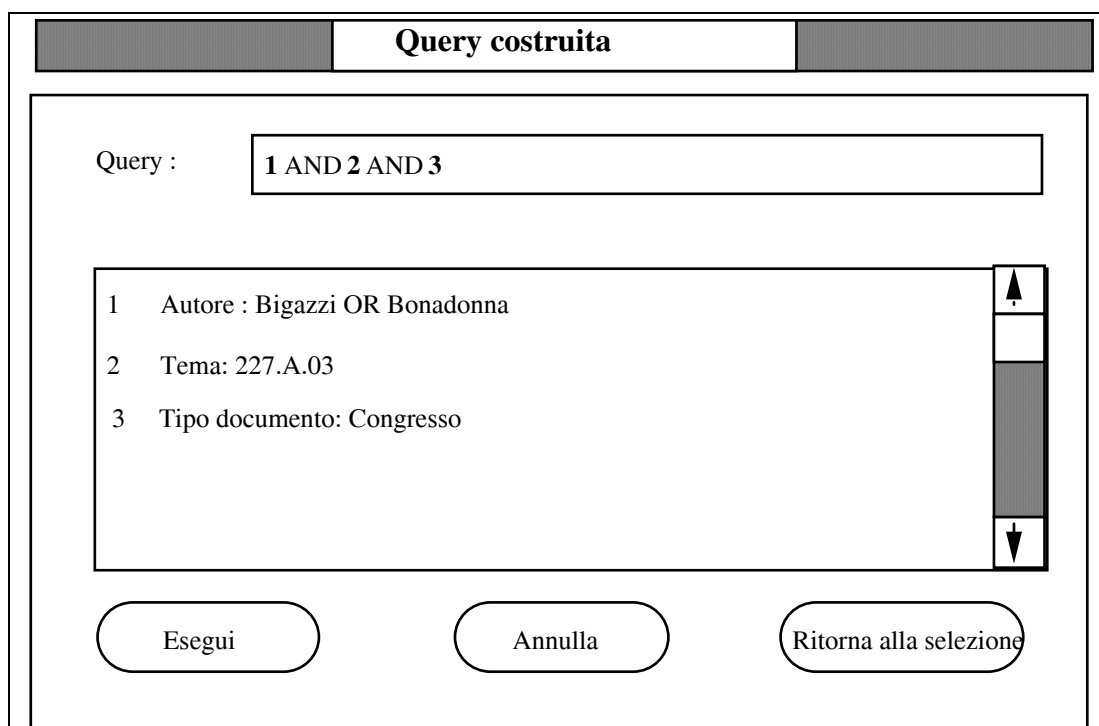 Query costruita
Query : 1 AND 2 AND 3
1 Autore : Bigazzi OR Bonadonna
2 Tema: 227.A.03
3 Tipo documento: Congresso
Esegui Annulla Ritorna alla selezione